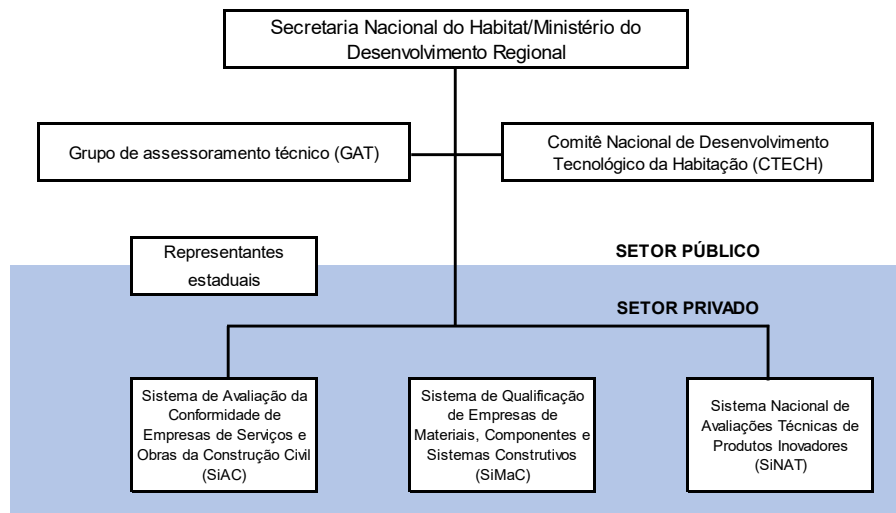 Secretaria Nacional do Habitat/Ministério do
Desenvolvimento Regional
Grupo de assessoramento técnico (GAT)
Comitê Nacional de Desenvolvimento
Tecnológico da Habitação (CTECH)
Representantes
estaduais
SETOR PÚBLICO
SETOR PRIVADO
Sistema de Avaliação da
Conformidade de
Empresas de Serviços e
Obras da Construção Civil
(SiAC)
Sistema de Qualificação
de Empresas de
Materiais, Componentes e
Sistemas Construtivos
(SiMaC)
Sistema Nacional de
Avaliações Técnicas de
Produtos Inovadores
(SiNAT)